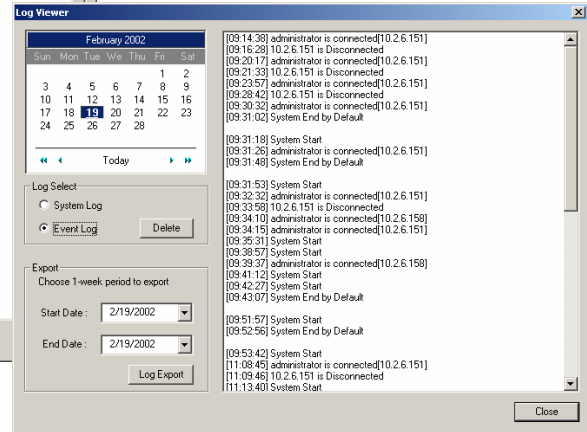 Log Viewer
February 2002
Sun Mon Tue We Thu Fri Sat
1 2
3 4 5 6 7 8 9
10 11 12 13 14 15 16
17 18 19 20 21 22 23
24 25 26 27 28
Today
Log Select
System Log
Event Log
Delete
Export
Choose 1-week period to export
Start Date : 2/19/2002
End Date : 2/19/2002
Log Export
[09:14:38] administrator is connected[10.2.6.151]
[09:16:28] 10.2.6.151 is Disconnected
[09:20:17] administrator is connected[10.2.6.151]
[09:21:33] 10.2.6.151 is Disconnected
[09:23:57] administrator is connected[10.2.6.151]
[09:28:42] 10.2.6.151 is Disconnected
[09:30:32] administrator is connected[10.2.6.151]
[09:31:02] System End by Default
[09:31:18] System Start
[09:31:26] administrator is connected[10.2.6.151]
[09:31:48] System End by Default
[09:31:53] System Start
[09:32:32] administrator is connected[10.2.6.151]
[09:33:58] 10.2.6.151 is Disconnected
[09:34:10] administrator is connected[10.2.6.158]
[09:34:15] administrator is connected[10.2.6.151]
[09:35:31] System Start
[09:38:57] System Start
[09:39:37] administrator is connected[10.2.6.158]
[09:41:12] System Start
[09:42:27] System Start
[09:43:07] System End by Default
[09:51:57] System Start
[09:52:56] System End by Default
[09:53:42] System Start
[11:08:45] administrator is connected[10.2.6.151]
[11:09:46] 10.2.6.151 is Disconnected
[11:13:40] System Start
Close